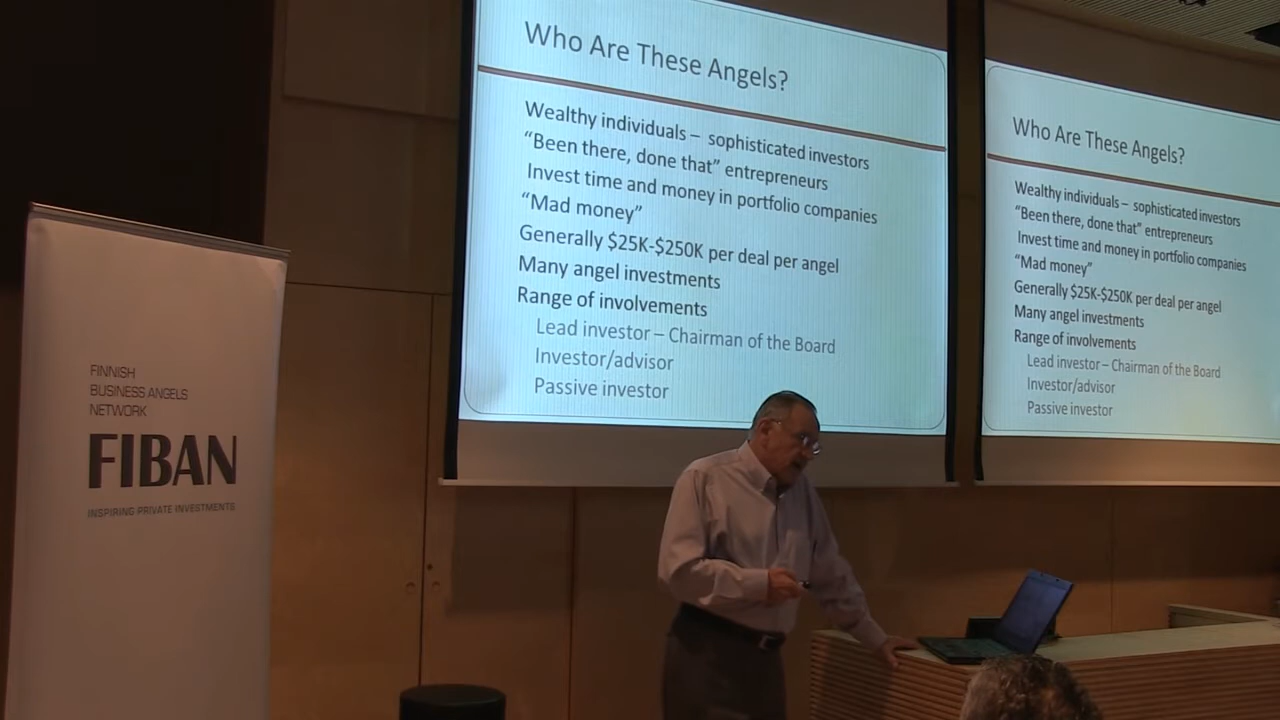 FINNISH
BUSINESS ANGELS
NETWORK
FIBAN
INSPIRING PRIVATE INVESTMENTS
Who Are These Angels?
Wealthy individuals – sophisticated investors
“Been there, done that” entrepreneurs
Invest time and money in portfolio companies
“Mad money”
Generally $25K-$250K per deal per angel
Many angel investments
Range of involvements
Lead investor – Chairman of the Board
Investor/advisor
Passive investor
Who Are These Angels?
Wealthy individuals – sophisticated investors
“Been there, done that” entrepreneurs
Invest time and money in portfolio companies
“Mad money”
Generally $25K-$250K per deal per angel
Many angel investments
Range of involvements
Lead investor – Chairman of the Board
Investor/advisor
Passive investor